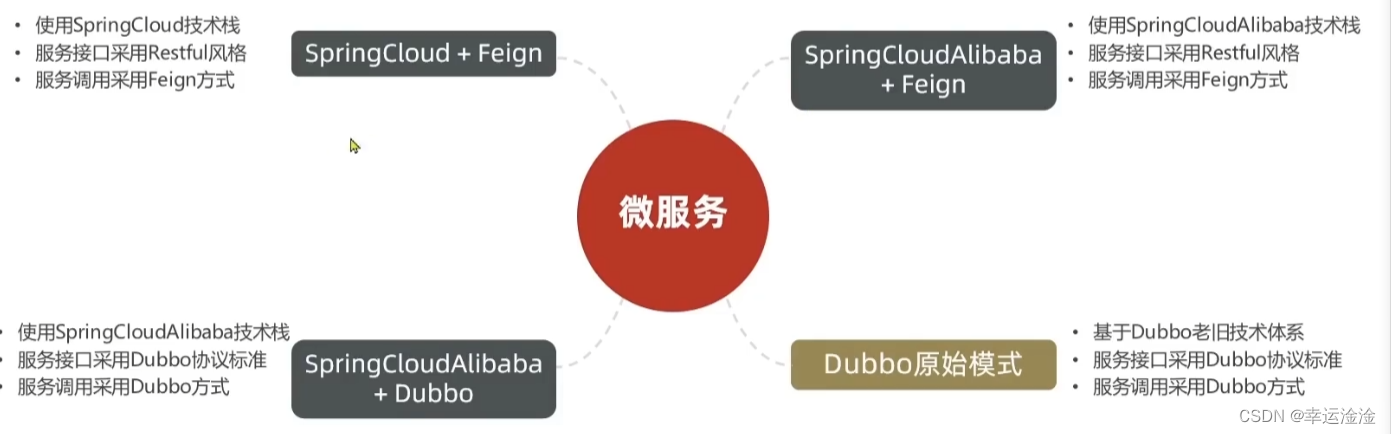 • 使用SpringCloud技术栈
• 服务接口采用Restful风格
• 服务调用采用Feign方式
SpringCloud + Feign
SpringCloudAlibaba
+ Feign
• 使用SpringCloudAlibaba技术栈
• 服务接口采用Restful风格
• 服务调用采用Feign方式
微服务
• 使用SpringCloudAlibaba技术栈
• 服务接口采用Dubbo协议标准
• 服务调用采用Dubbo方式
SpringCloudAlibaba
+ Dubbo
Dubbo原始模式
• 基于Dubbo老旧技术体系
• 服务接口采用Dubbo协议标准
• 服务调用采用Dubbo方式
CSDN @幸运淦淦